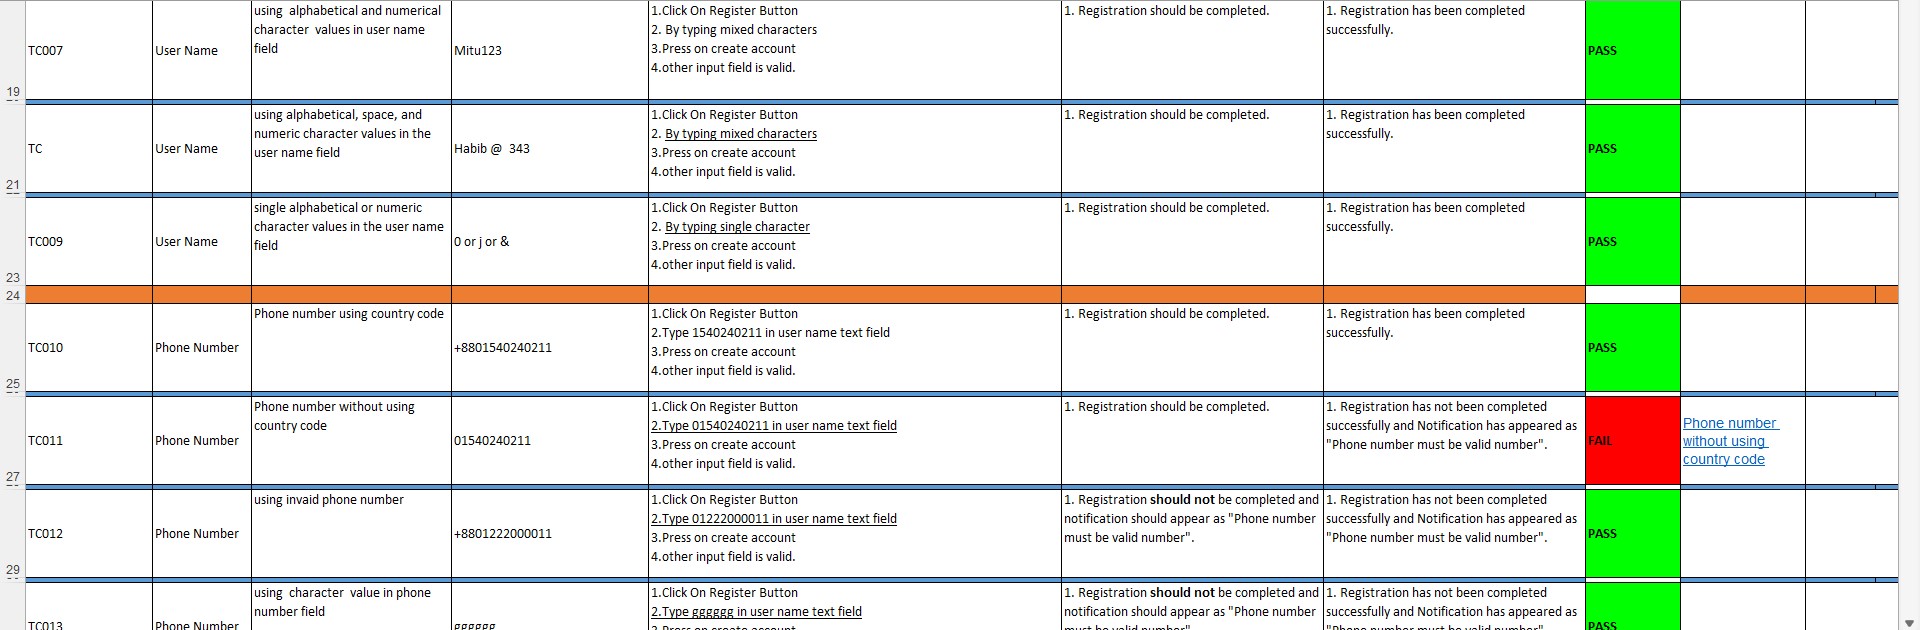 using  alphabetical and numerical
character  values in user name
field
TC007
User Name
Mitu123
1.Click On Register Button
2. By typing mixed characters
3.Press on create account
4.other input field is valid.
1. Registration should be completed.
1. Registration has been completed
successfully.
PASS
19
using alphabetical, space, and
numeric character values in the
user name field
TC
User Name
Habib @  343
1.Click On Register Button
2. By typing mixed characters
3.Press on create account
4.other input field is valid.
1. Registration should be completed.
1. Registration has been completed
successfully.
PASS
21
single alphabetical or numeric
character values in the user name
field
TC009
User Name
0 or j or &
1.Click On Register Button
2. By typing single character
3.Press on create account
4.other input field is valid.
1. Registration should be completed.
1. Registration has been completed
successfully.
PASS
23
24
Phone number using country code
TC010
Phone Number
+8801540240211
1.Click On Register Button
2.Type 1540240211 in user name text field
3.Press on create account
4.other input field is valid.
1. Registration should be completed.
1. Registration has been completed
successfully.
PASS
25
Phone number without using
country code
TC011
Phone Number
01540240211
1.Click On Register Button
2.Type 01540240211 in user name text field
3.Press on create account
4.other input field is valid.
1. Registration should be completed.
1. Registration has not been completed
successfully and Notification has appeared as
"Phone number must be valid number".
FAIL
Phone number
without using
country code
27
using invaid phone number
TC012
Phone Number
+8801222000011
1.Click On Register Button
2.Type 01222000011 in user name text field
3.Press on create account
4.other input field is valid.
1. Registration should not be completed and
notification should appear as "Phone number
must be valid number".
1. Registration has not been completed
successfully and Notification has appeared as
"Phone number must be valid number".
PASS
29
using  character  value in phone
number field
TC013
Phone Number
gggggg
1.Click On Register Button
2.Type gggggg in user name text field
3.Press on create account
1. Registration should not be completed and
notification should appear as "Phone number
must be valid number".
1. Registration has not been completed
successfully and Notification has appeared as
"Phone number must be valid number".
PASS